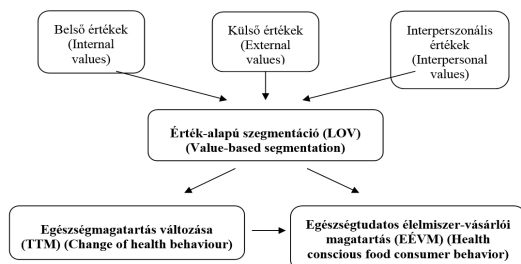 Belső értékek
(Internal
values)
Külső értékek
(External
values)
Interperszonális
értékek
(Interpersonal
values)
Érték-alapú szegmentáció (LOV)
(Value-based segmentation)
Egészségmagatartás változása
(TTM) (Change of health behaviour)
Egészségtudatos élelmiszer-vásárlói
magatartás (EÉVM) (Health
conscious food consumer behavior)